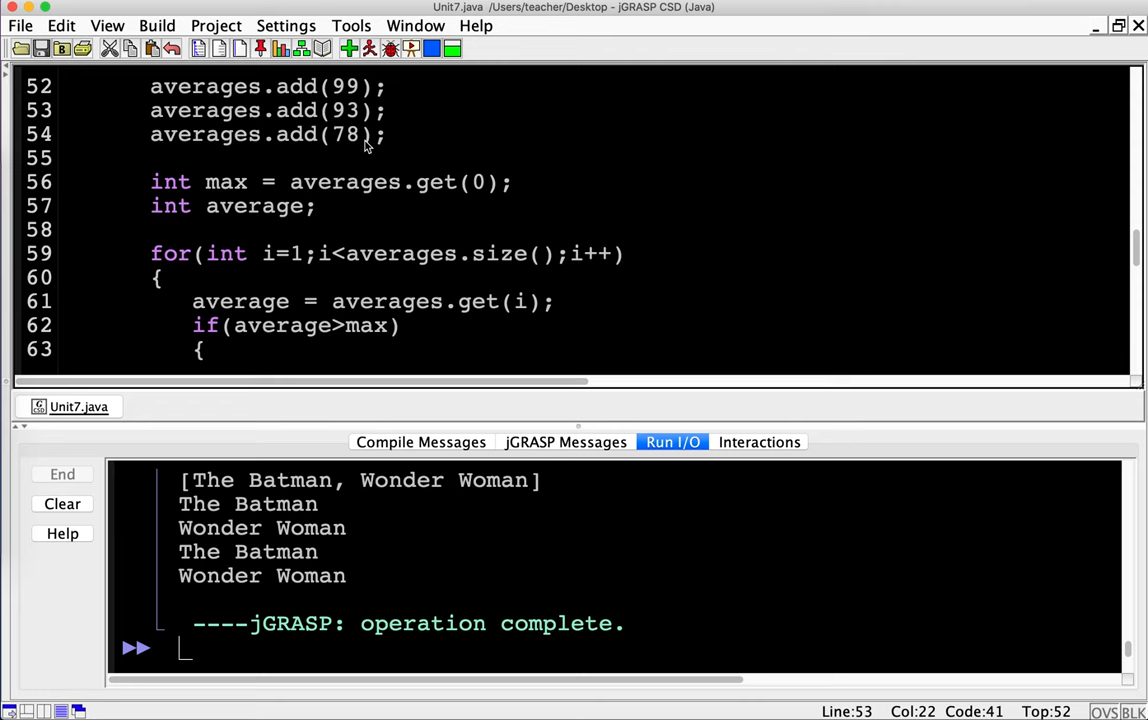 Unit7.java /Users/teacher/Desktop - jGRASP CSD (Java)
File Edit View Build Project Settings Tools Window Help
52 averages.add(99);
53 averages.add(93);
54 averages.add(78);
55
56 int max = averages.get(0);
57 int average;
58
59 for(int i=1;i<averages.size();i++)
60 {
61 average = averages.get(i);
62 if(average>max)
63 {
Unit7.java
Compile Messages jGRASP Messages Run I/O Interactions
End
Clear
Help
[The Batman, Wonder Woman]
The Batman
Wonder Woman
The Batman
Wonder Woman
----jGRASP: operation complete.
Line:53 Col:22 Code:41 Top:52 OVS BLK